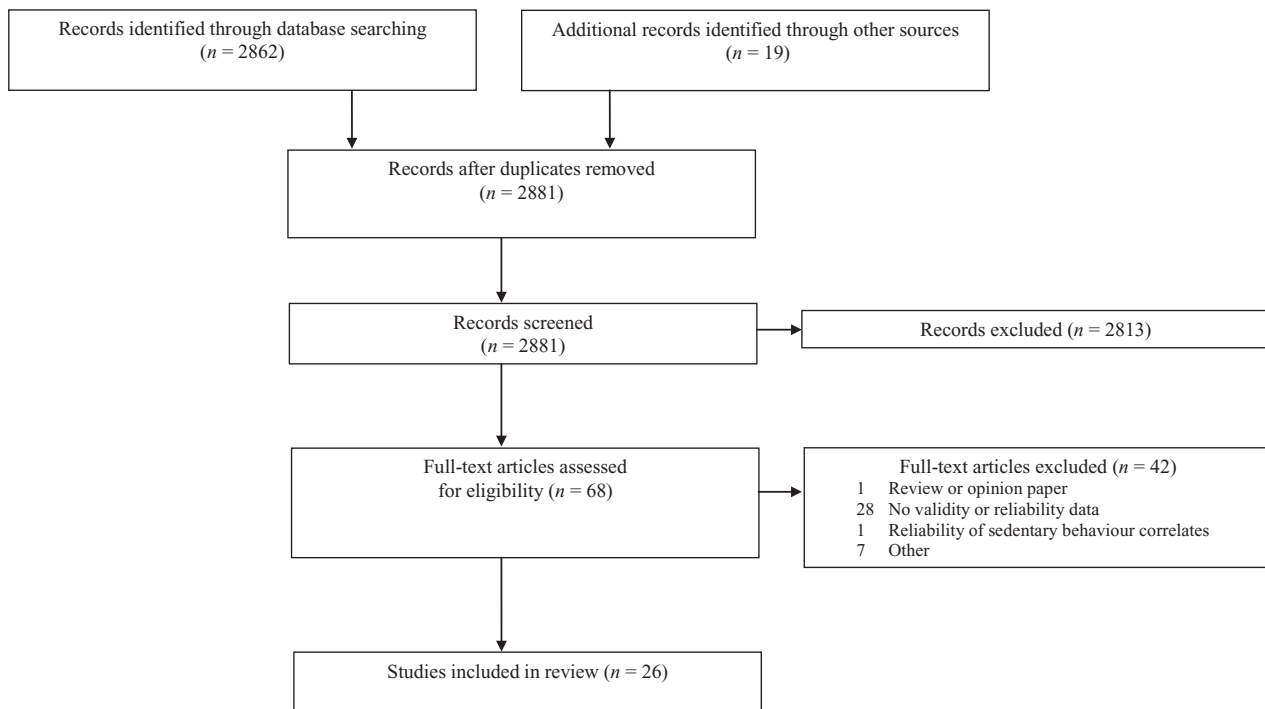 Records identified through database searching
(n = 2862)
Additional records identified through other sources
(n = 19)
Records after duplicates removed
(n = 2881)
Records screened
(n = 2881)
Records excluded (n = 2813)
Full-text articles assessed
for eligibility (n = 68)
Full-text articles excluded (n = 42)
1 Review or opinion paper
28 No validity or reliability data
1 Reliability of sedentary behaviour correlates
7 Other
Studies included in review (n = 26)